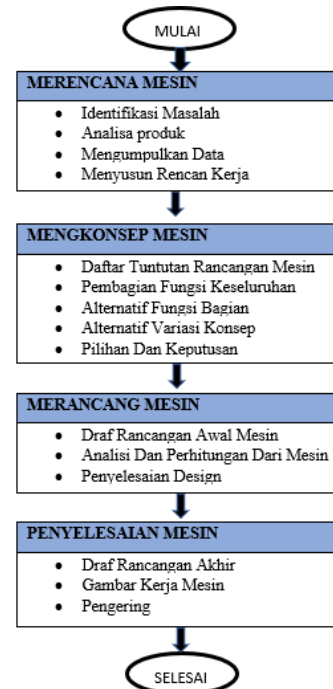 MULAI
MERENCANA MESIN
• Identifikasi Masalah
• Analisa produk
• Mengumpulkan Data
• Menyusun Rencan Kerja
MENGKONSEP MESIN
• Daftar Tuntutan Rancangan Mesin
• Pembagian Fungsi Keseluruhan
• Alternatif Fungsi Bagian
• Alternatif Variasi Konsep
• Pilihan Dan Keputusan
MERANCANG MESIN
• Draf Rancangan Awal Mesin
• Analisi Dan Perhitungan Dari Mesin
• Penyelesaian Design
PENYELESAIAN MESIN
• Draf Rancangan Akhir
• Gambar Kerja Mesin
• Pengering
SELESAI